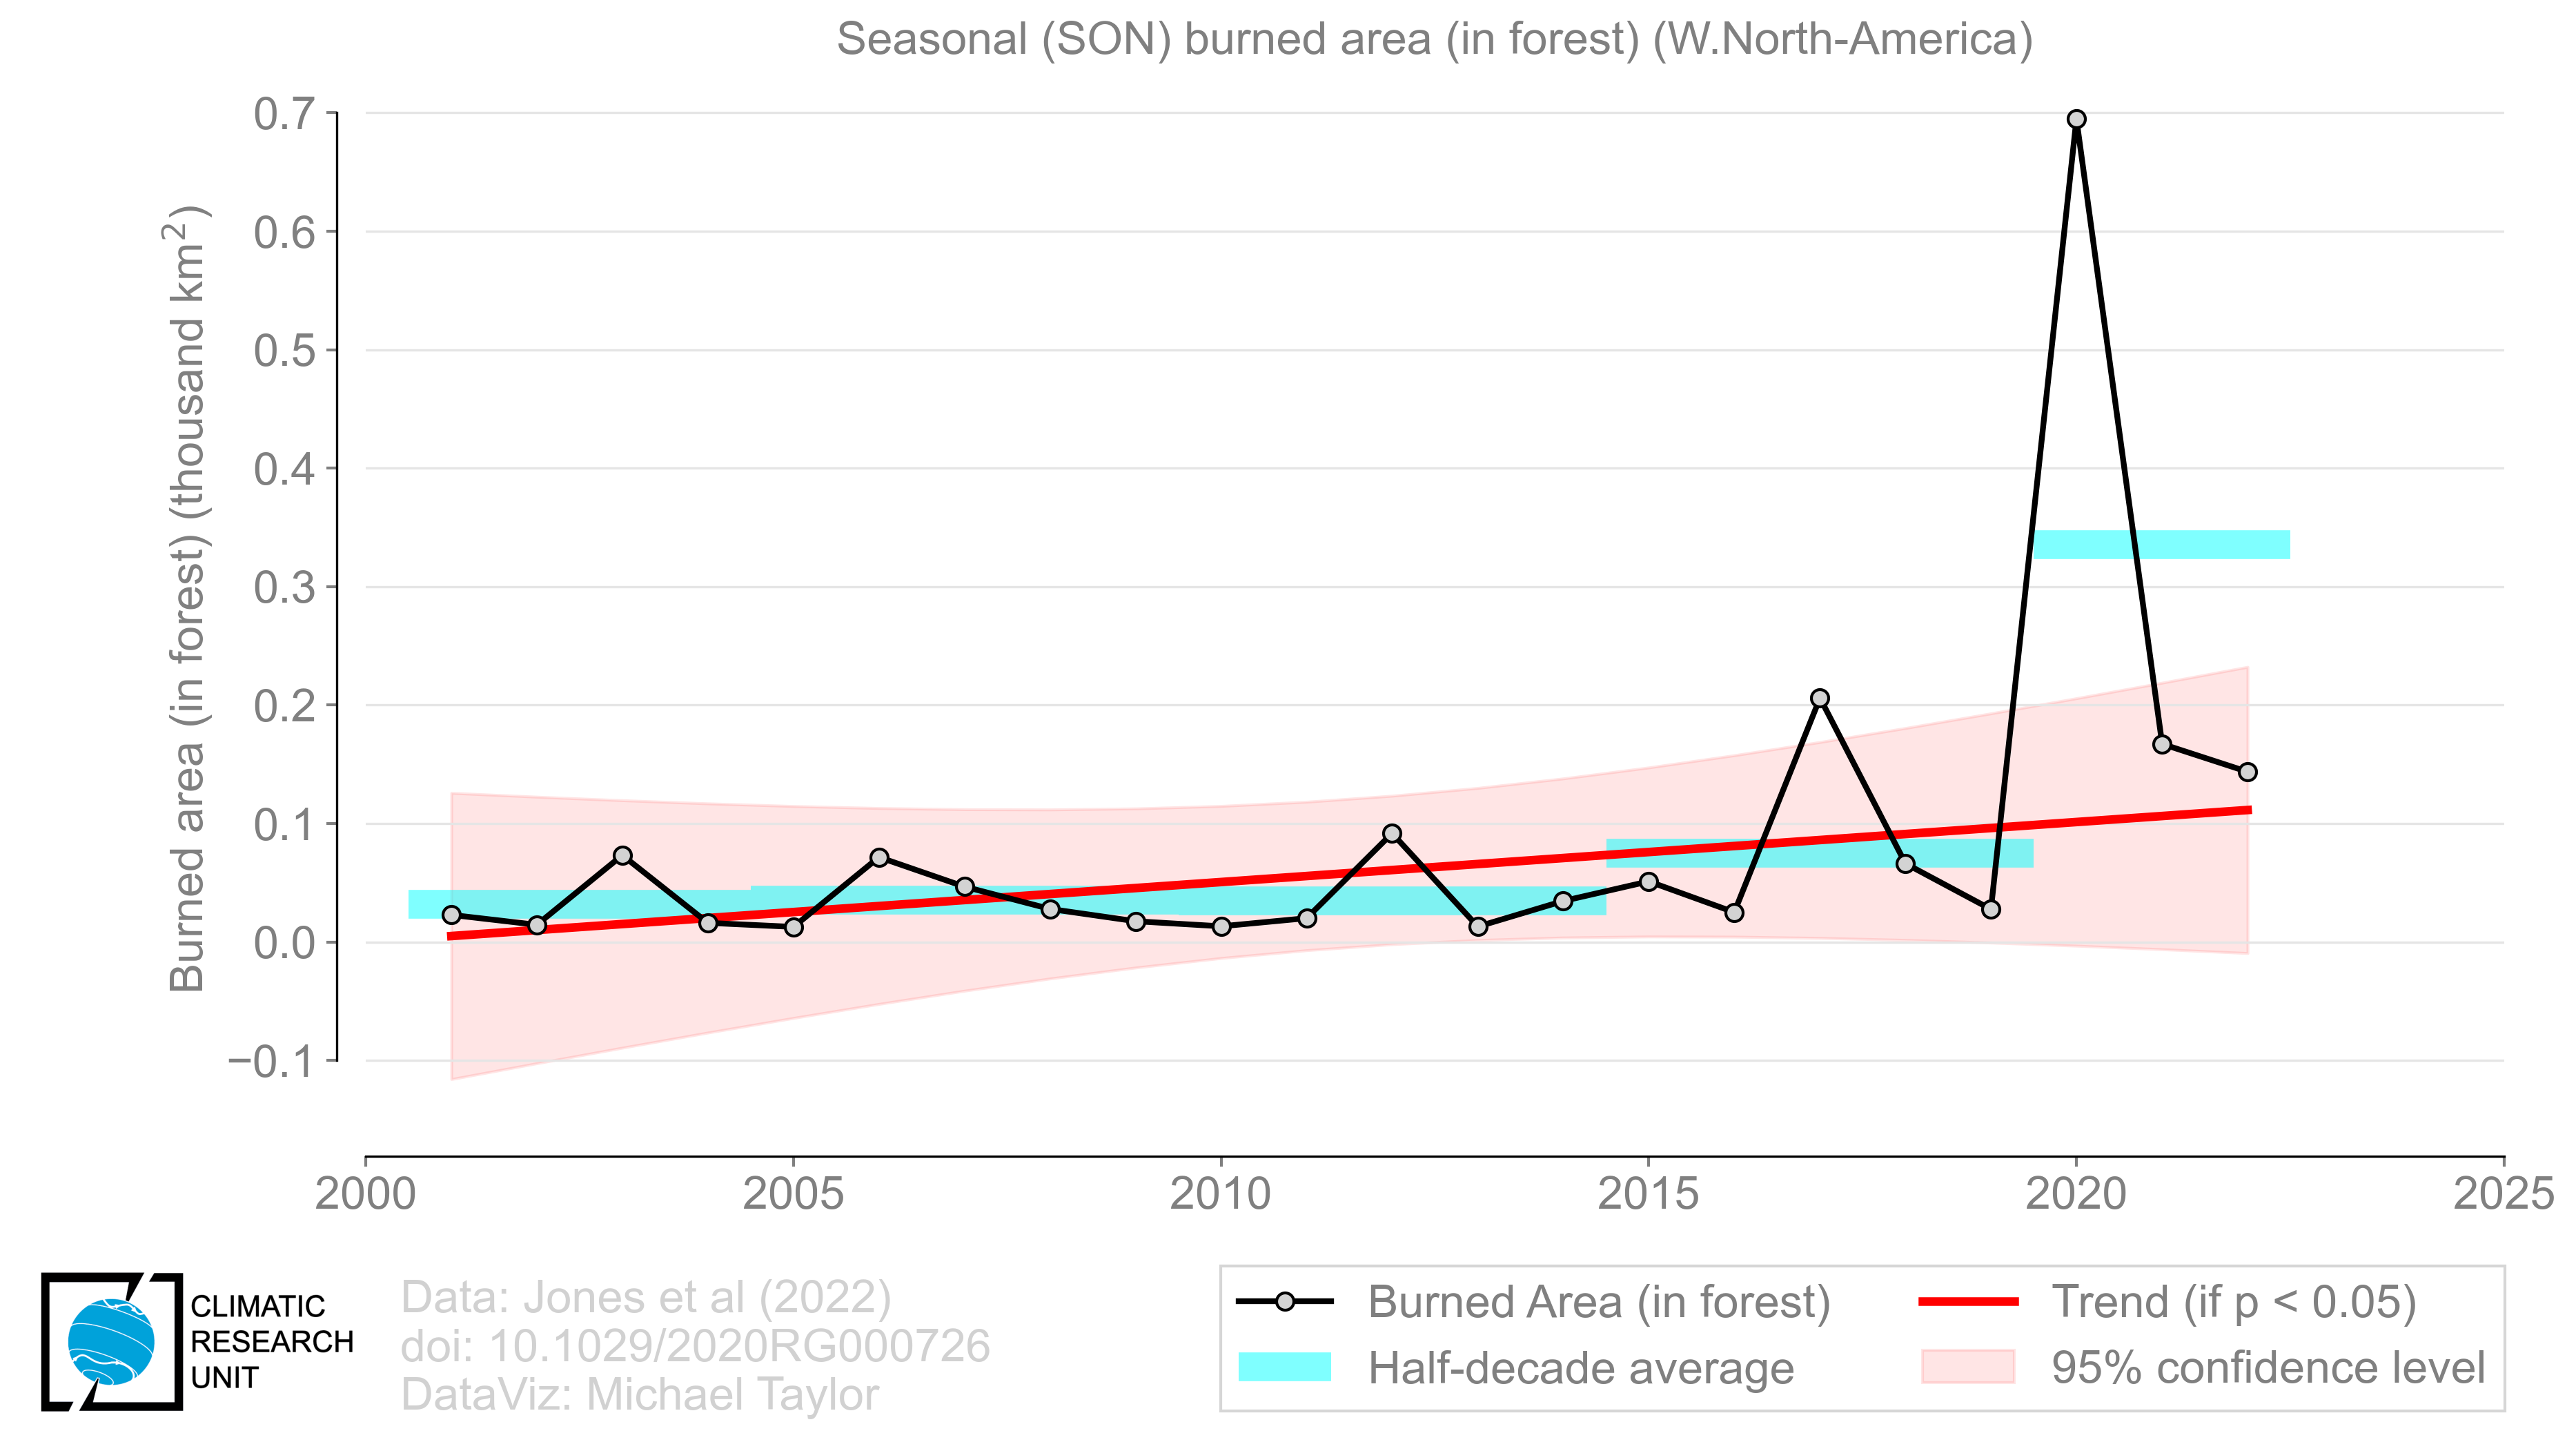 Seasonal (SON) burned area (in forest) (W.North-America)
Burned area (in forest) (thousand km²)
0.7
0.6
0.5
0.4
0.3
0.2
0.1
0.0
−0.1
2000 2005 2010 2015 2020 2025
CLIMATIC
RESEARCH
UNIT
Data: Jones et al (2022)
doi: 10.1029/2020RG000726
DataViz: Michael Taylor
Burned Area (in forest)
Half-decade average
Trend (if p < 0.05)
95% confidence level